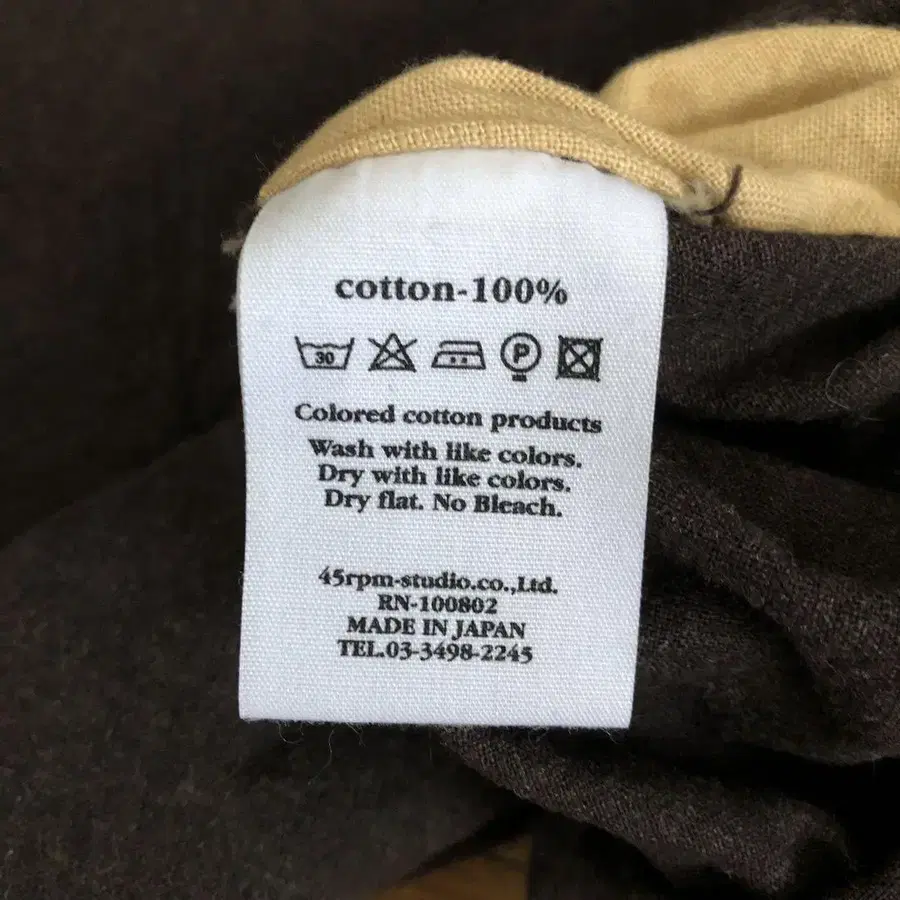 cotton-100%
30 P
Colored cotton products
Wash with like colors.
Dry with like colors.
Dry flat. No Bleach.
45rpm-studio.co.,Ltd.
RN-100802
MADE IN JAPAN
TEL.03-3498-2245